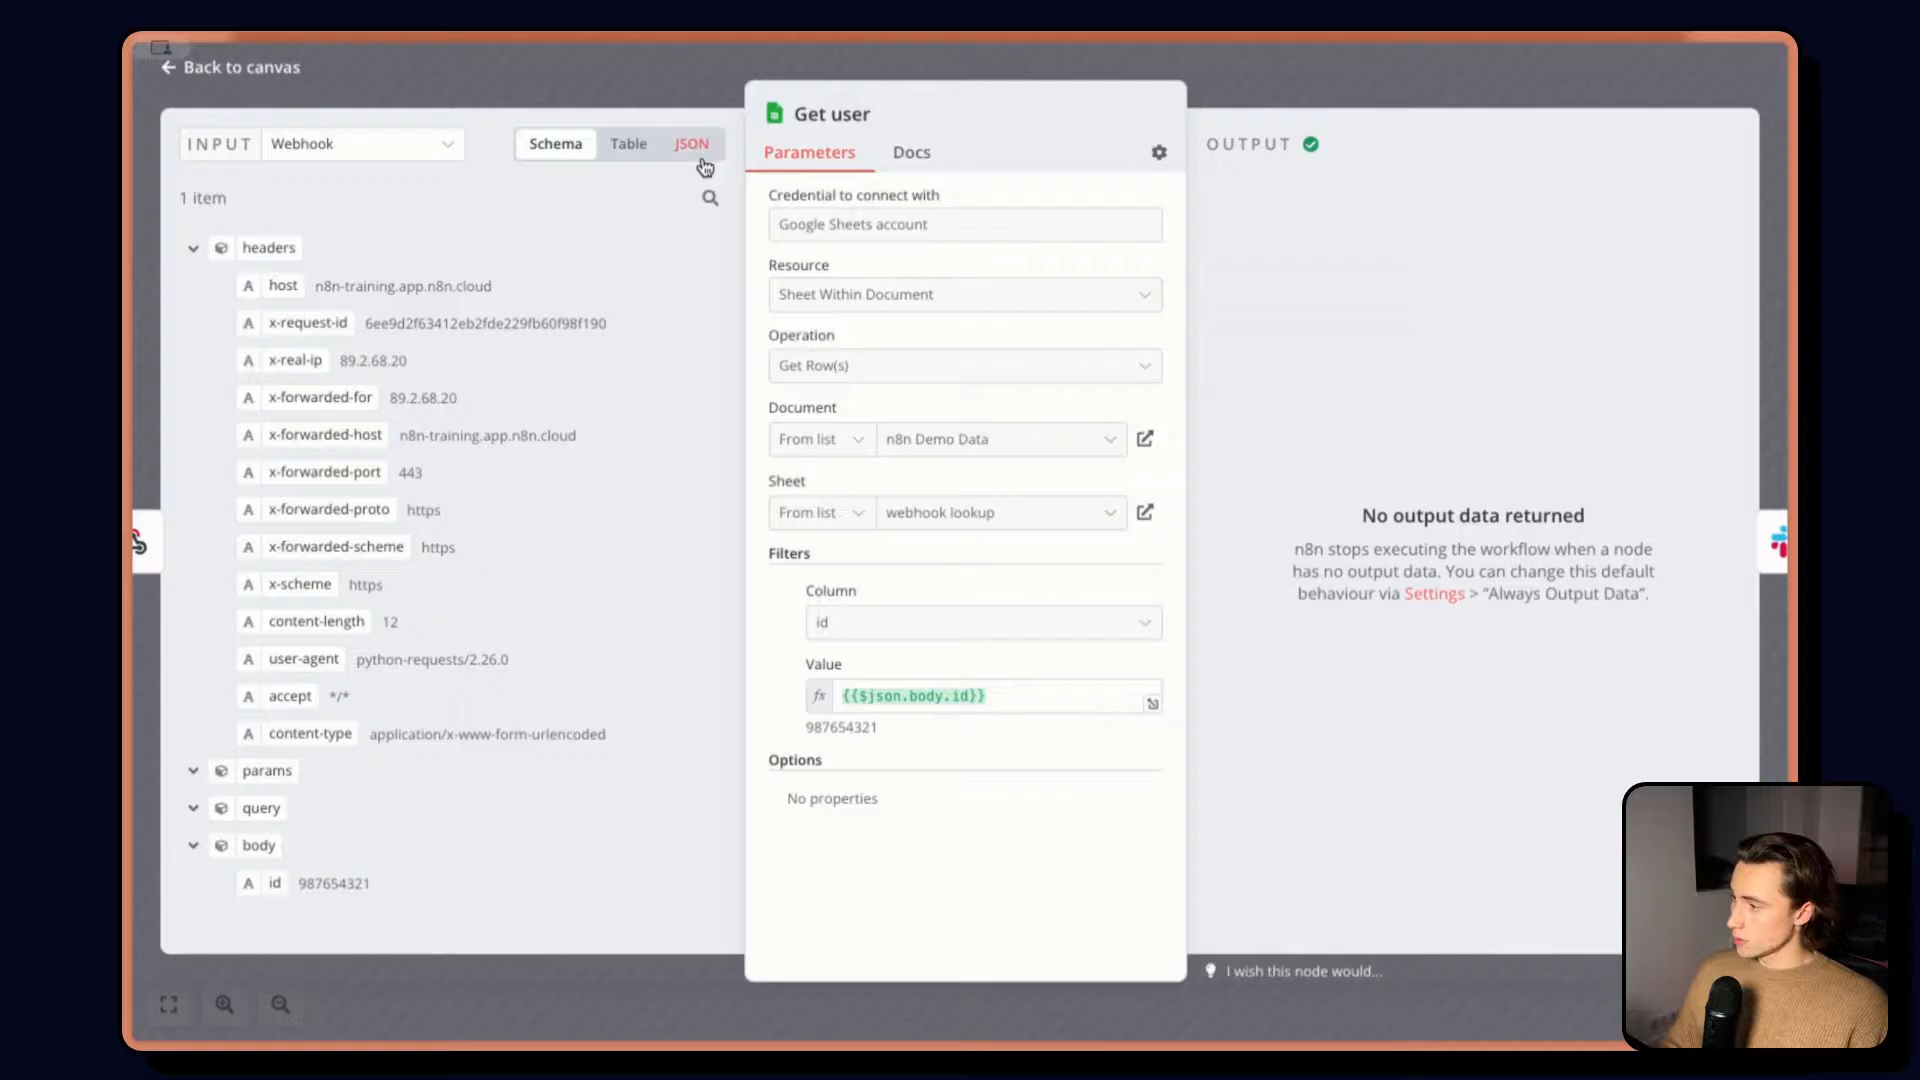 Back to canvas
INPUT Webhook
Schema Table JSON
1 item
headers
A host n8n-training.app.n8n.cloud
A x-request-id 6ee9d2f63412eb2fde229fb60f98f190
A x-real-ip 89.2.68.20
A x-forwarded-for 89.2.68.20
A x-forwarded-host n8n-training.app.n8n.cloud
A x-forwarded-port 443
A x-forwarded-proto https
A x-forwarded-scheme https
A x-scheme https
A content-length 12
A user-agent python-requests/2.26.0
A accept */*
A content-type application/x-www-form-urlencoded
params
query
body
A id 987654321
Get user
Parameters Docs
Credential to connect with
Google Sheets account
Resource
Sheet Within Document
Operation
Get Row(s)
Document
From list n8n Demo Data
Sheet
From list webhook lookup
Filters
Column
id
Value
fx {{$json.body.id}}
987654321
Options
No properties
OUTPUT
No output data returned
n8n stops executing the workflow when a node
has no output data. You can change this default
behaviour via Settings > “Always Output Data”.
I wish this node would...